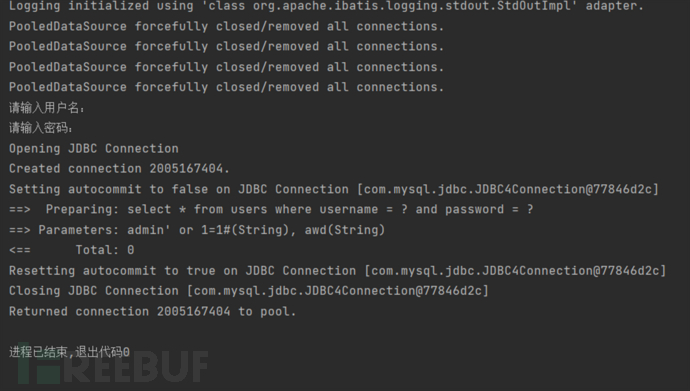 Logging initialized using 'class org.apache.ibatis.logging.stdout.StdOutImpl' adapter.
PooledDataSource forcefully closed/removed all connections.
PooledDataSource forcefully closed/removed all connections.
PooledDataSource forcefully closed/removed all connections.
PooledDataSource forcefully closed/removed all connections.
请输入用户名:
请输入密码:
Opening JDBC Connection
Created connection 2005167404.
Setting autocommit to false on JDBC Connection [com.mysql.jdbc.JDBC4Connection@77846d2c]
==>  Preparing: select * from users where username = ? and password = ?
==> Parameters: admin' or 1=1#(String), awd(String)
<==      Total: 0
Resetting autocommit to true on JDBC Connection [com.mysql.jdbc.JDBC4Connection@77846d2c]
Closing JDBC Connection [com.mysql.jdbc.JDBC4Connection@77846d2c]
Returned connection 2005167404 to pool.
进程已结束,退出代码0
FREEBUF